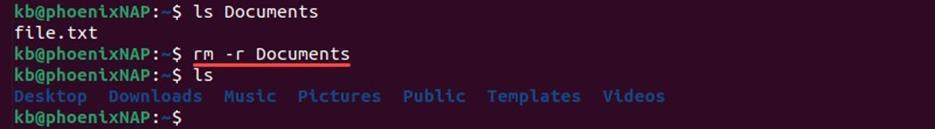 kb@phoenixNAP:~$ ls Documents
file.txt
kb@phoenixNAP:~$ rm -r Documents
kb@phoenixNAP:~$ ls
Desktop  Downloads  Music  Pictures  Public  Templates  Videos
kb@phoenixNAP:~$